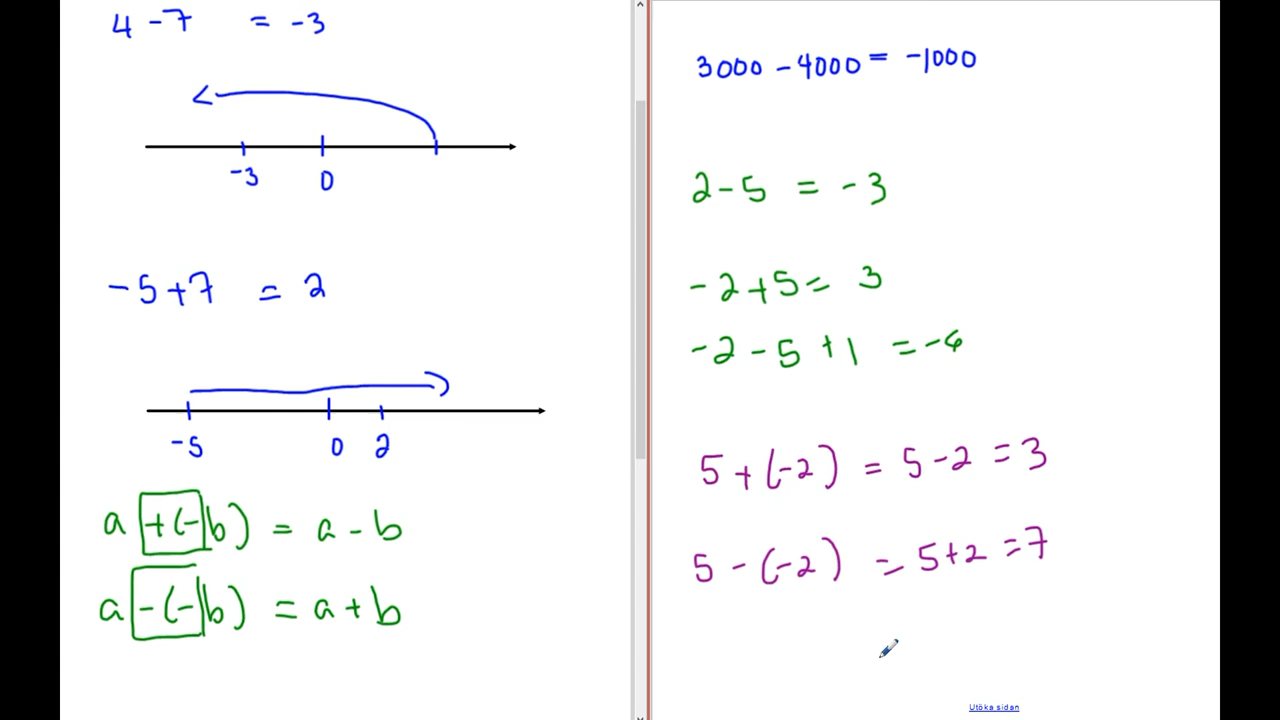 4 - 7 = -3
-3 0
-5+7 = 2
-5 0 2
a +(-b) = a - b
a -(-b) = a + b
3000 - 4000 = -1000
2 - 5 = -3
-2+5 = 3
-2 - 5 + 1 = -6
5 + (-2) = 5 - 2 = 3
5 - (-2) = 5+2 = 7
Utöka sidan